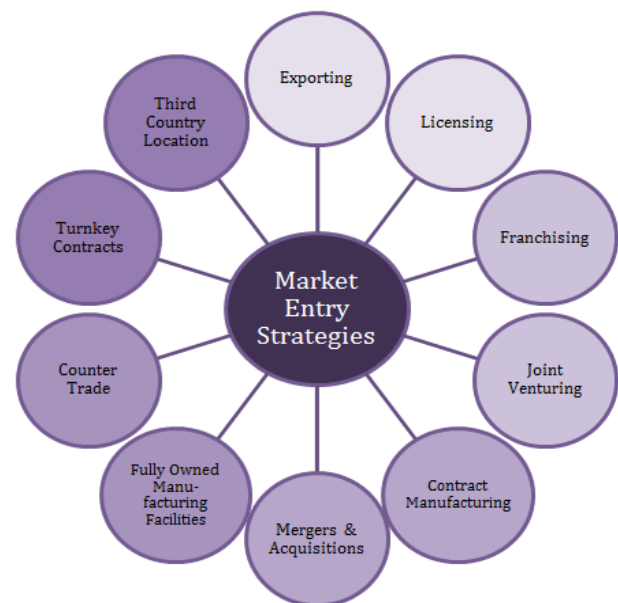 Market
Entry
Strategies
Exporting
Licensing
Franchising
Joint
Venturing
Contract
Manufacturing
Mergers &
Acquisitions
Fully Owned
Manu-
facturing
Facilities
Counter
Trade
Turnkey
Contracts
Third
Country
Location